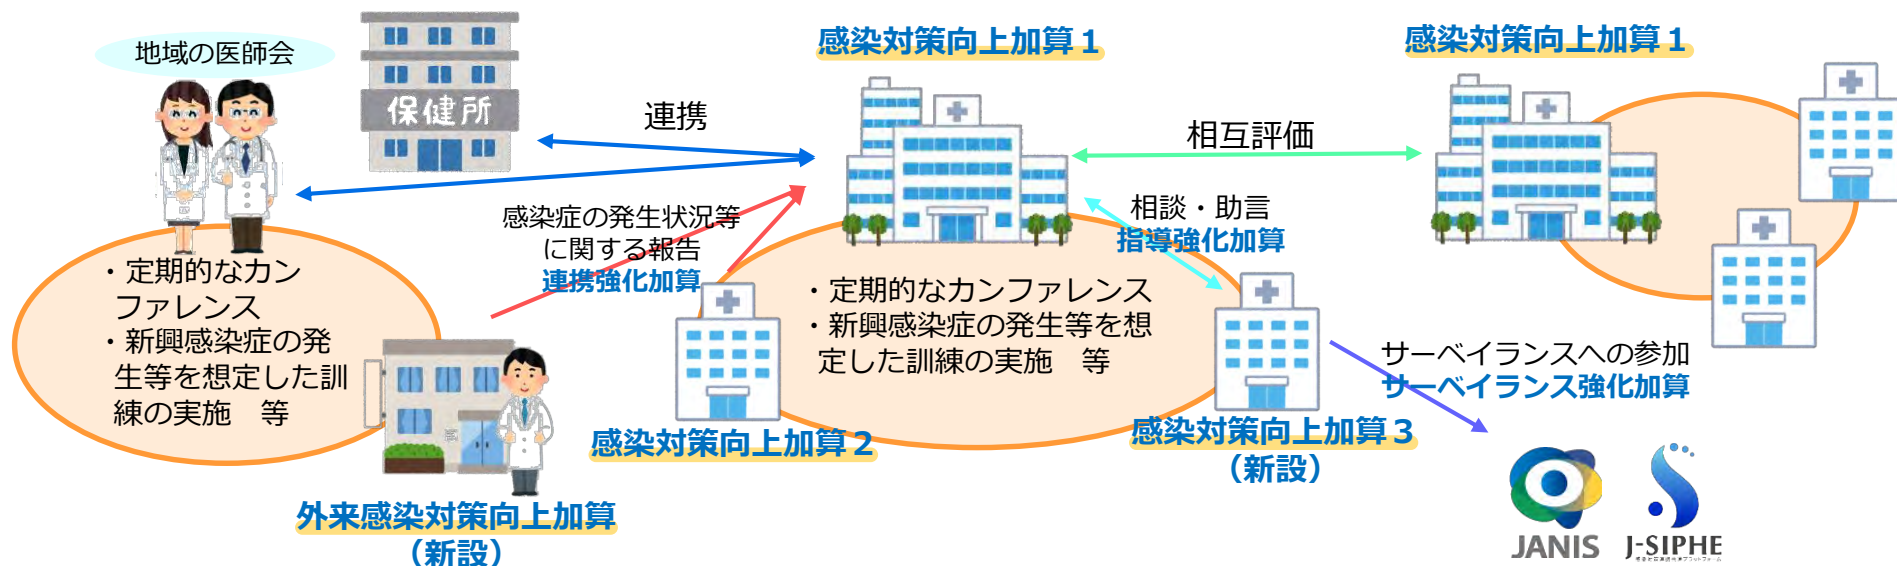 地域の医師会
保健所
連携
感染対策向上加算１
感染対策向上加算１
相互評価
感染症の発生状況等
に関する報告
連携強化加算
相談・助言
指導強化加算
・定期的なカン
ファレンス
・新興感染症の発
生等を想定した訓
練の実施　等
・定期的なカンファレンス
・新興感染症の発生等を想
定した訓練の実施　等
サーベイランスへの参加
サーベイランス強化加算
感染対策向上加算２
感染対策向上加算３
（新設）
外来感染対策向上加算
（新設）
JANIS
J-SIPHE